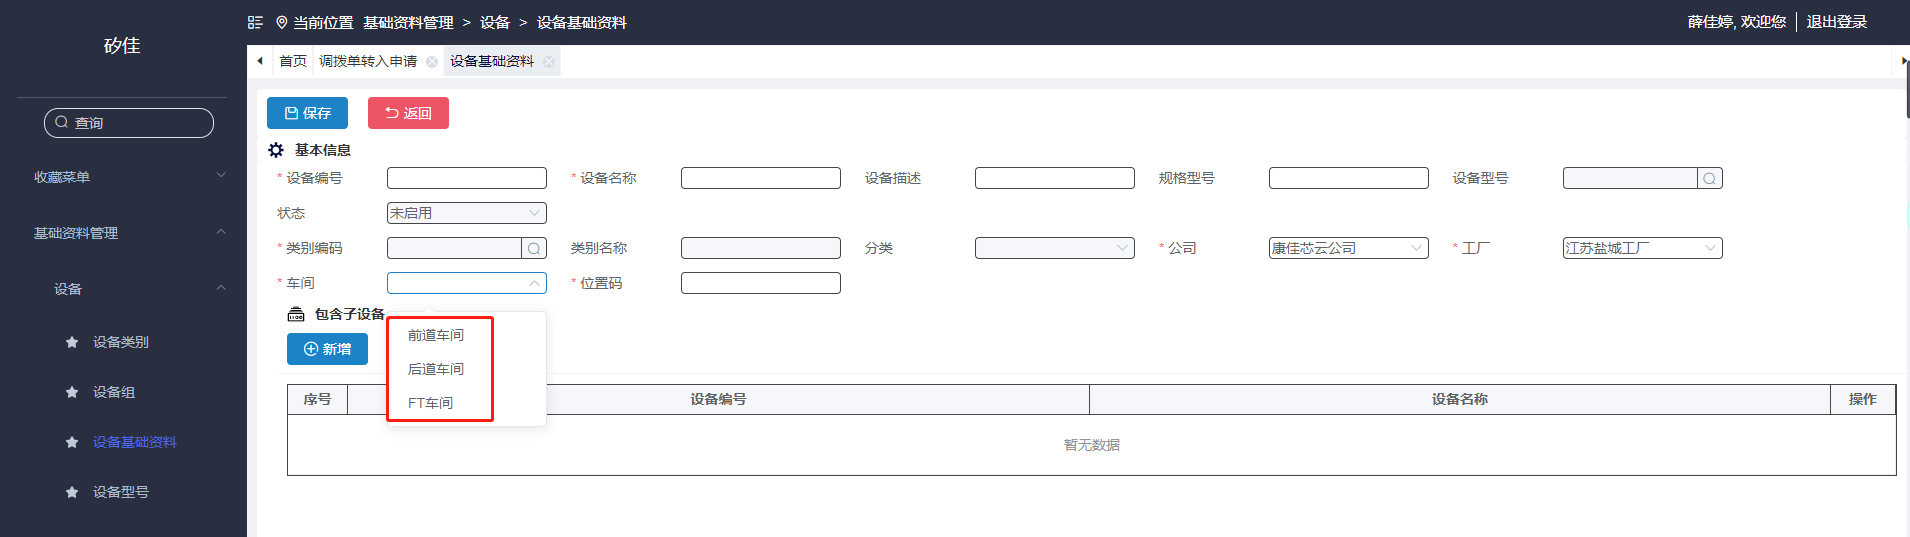 矽佳
查询
收藏菜单
基础资料管理
设备
设备类别
设备组
设备基础资料
设备型号
当前位置 基础资料管理 > 设备 > 设备基础资料
薛佳婷, 欢迎您 退出登录
首页 调拨单转入申请 设备基础资料
保存 返回
基本信息
* 设备编号 * 设备名称 设备描述 规格型号 设备型号
状态 未启用
* 类别编码 类别名称 分类 * 公司 康佳芯云公司 * 工厂 江苏盐城工厂
* 车间 * 位置码
包含子设备
前道车间
后道车间
FT车间
新增
序号 设备编号 设备名称 操作
暂无数据